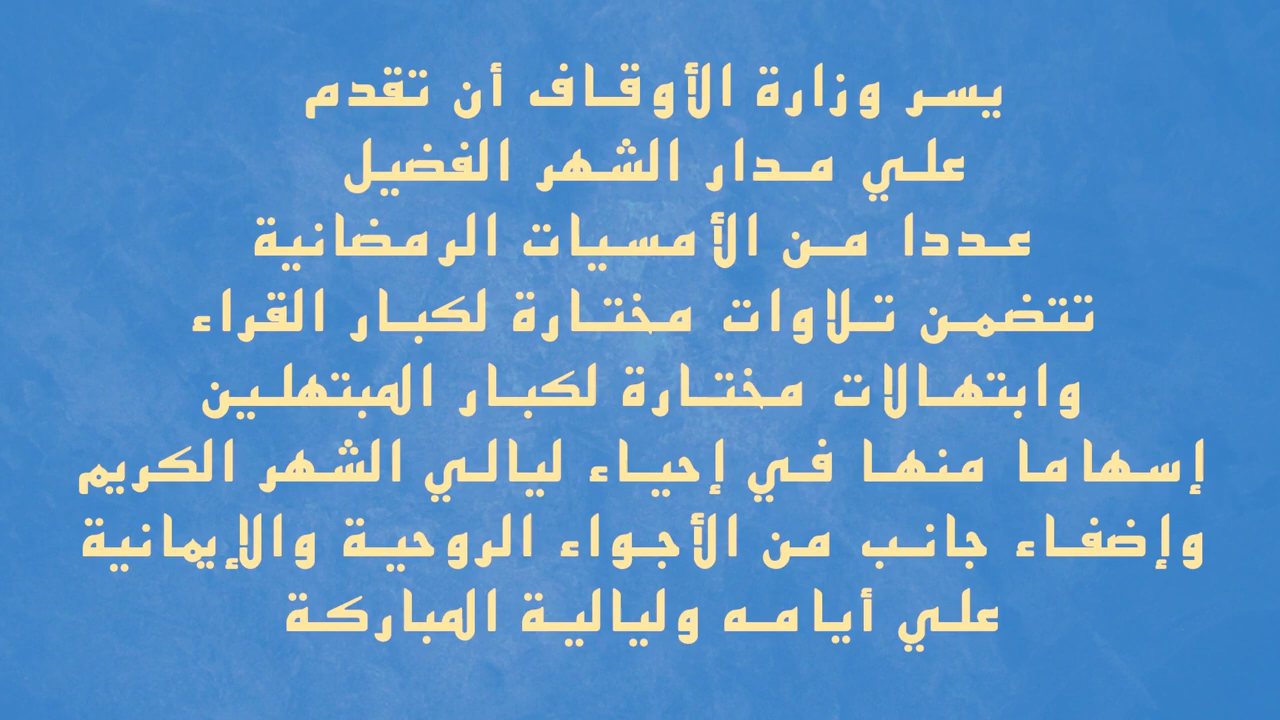 يسر وزارة الأوقاف أن تقدم
علي مدار الشهر الفضيل
عددا من الأمسيات الرمضانية
تتضمن تلاوات مختارة لكبار القراء
وابتهالات مختارة لكبار المبتهلين
إسهاما منها في إحياء ليالي الشهر الكريم
وإضفاء جانب من الأجواء الروحية والإيمانية
علي أيامه وليالية المباركة